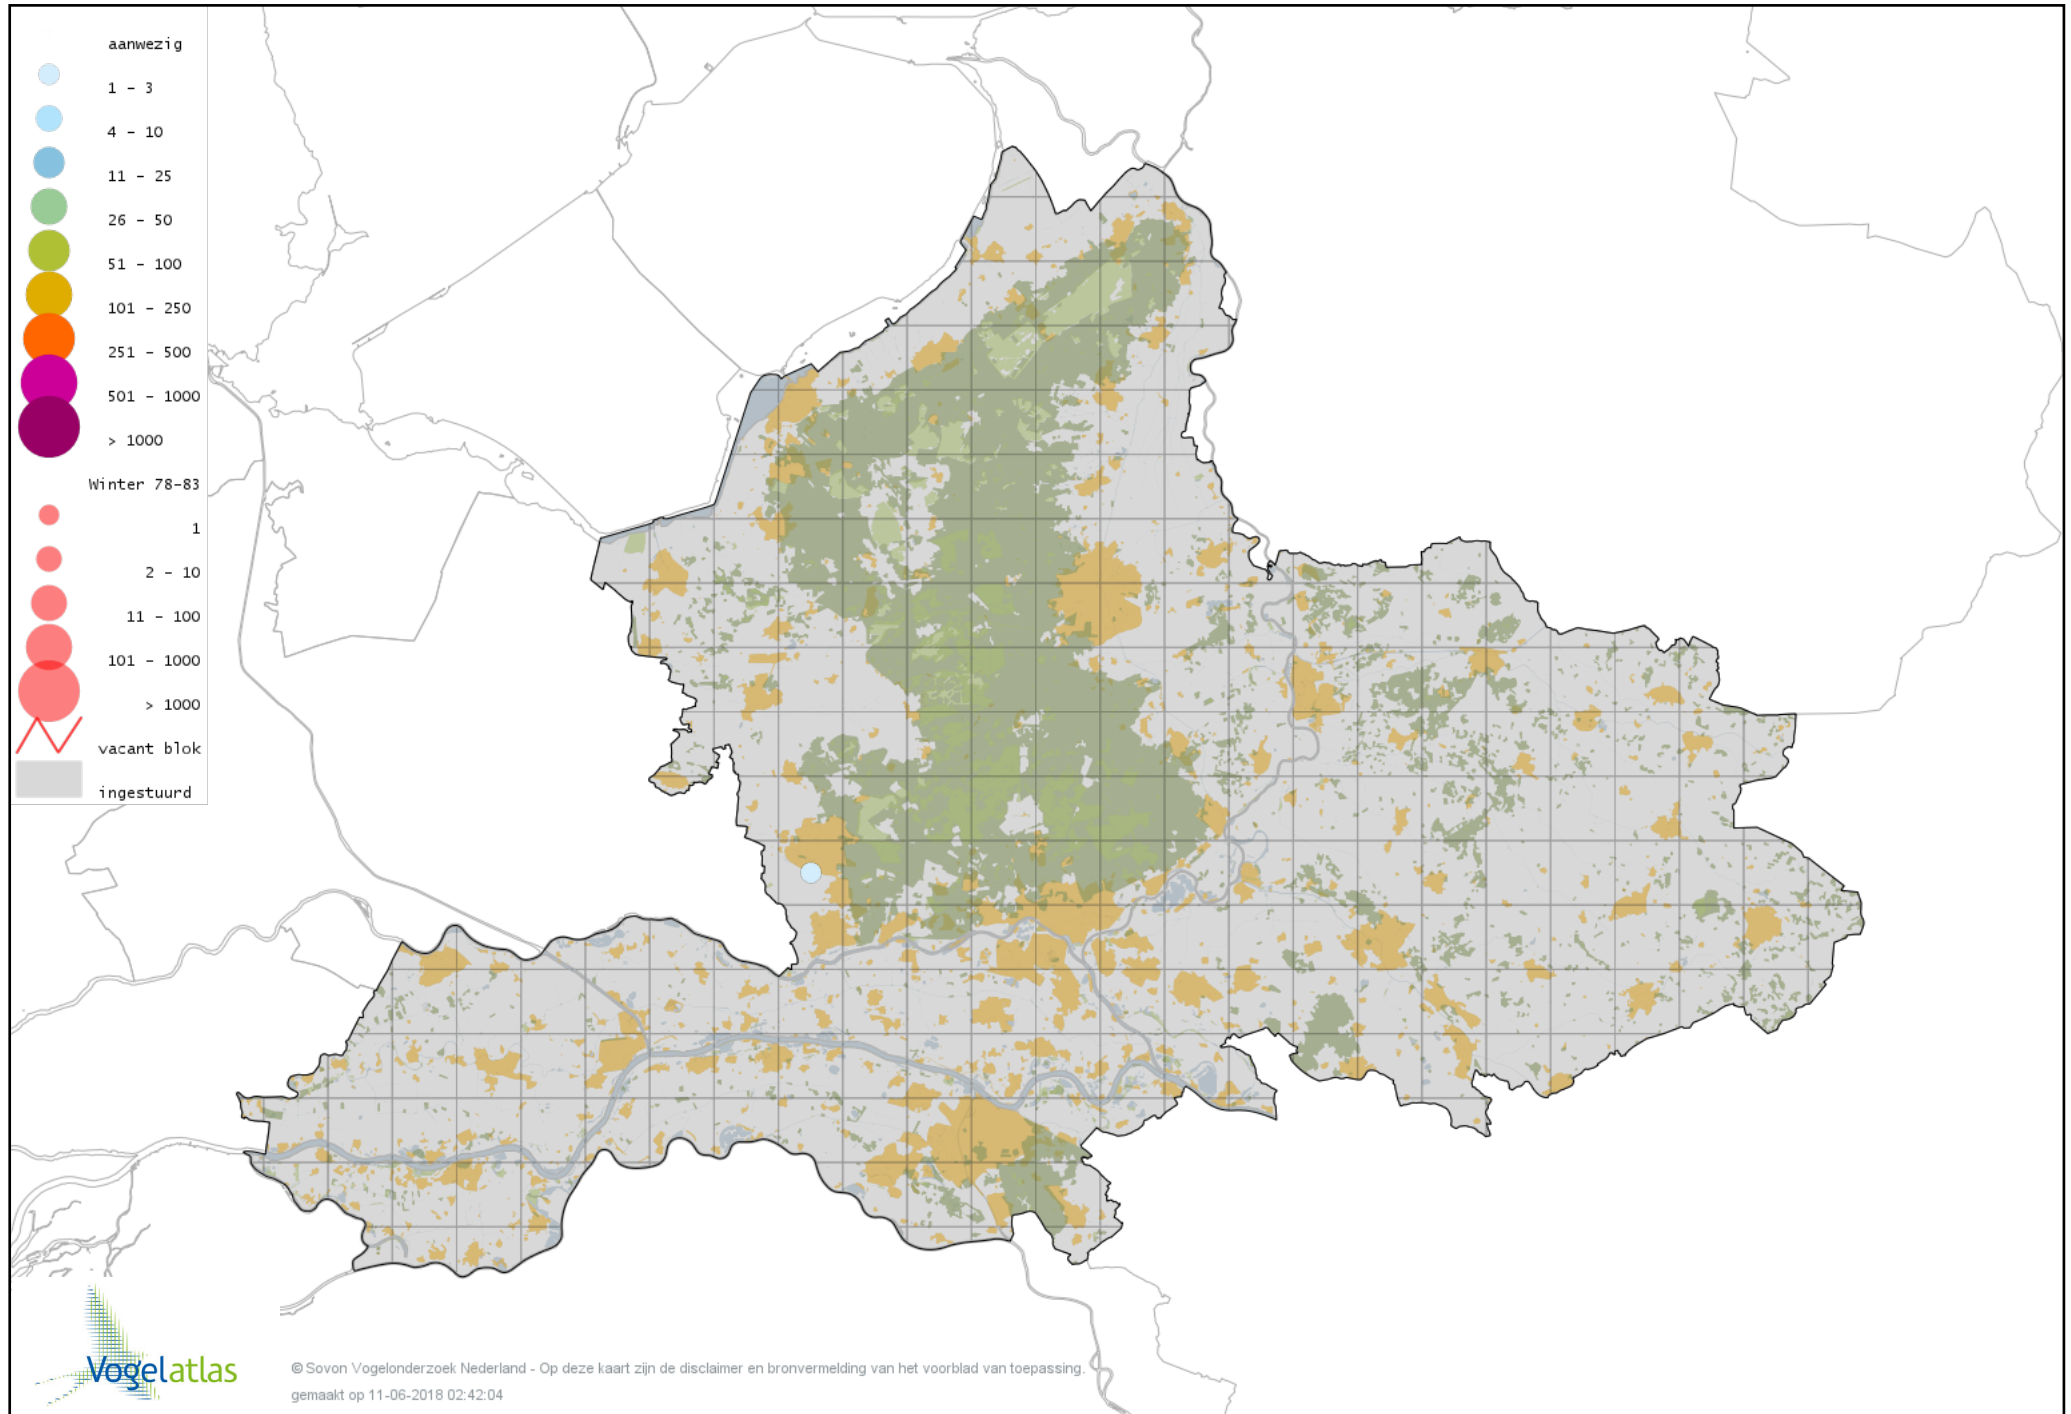 aanwezig
1 - 3
4 - 10
11 - 25
26 - 50
51 - 100
101 - 250
251 - 500
501 - 1000
> 1000
Winter 78-83
1
2 - 10
11 - 100
101 - 1000
> 1000
vacant blok
ingestuurd
Vogelatlas
© Sovon Vogelonderzoek Nederland - Op deze kaart zijn de disclaimer en bronvermelding van het voorblad van toepassing.
gemaakt op 11-06-2018 02:42:04